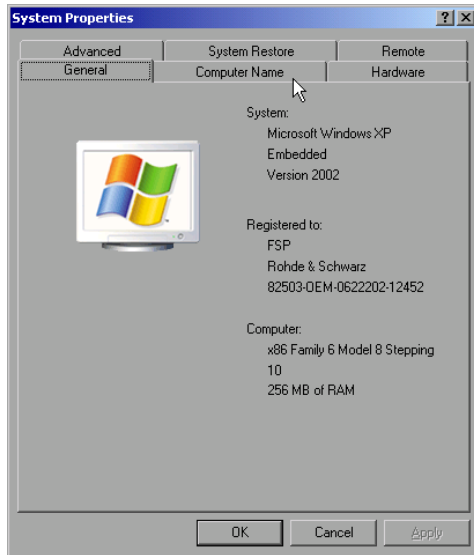 System Properties
Advanced System Restore Remote
General Computer Name Hardware
System:
Microsoft Windows XP
Embedded
Version 2002
Registered to:
FSP
Rohde & Schwarz
82503-OEM-0622202-12452
Computer:
x86 Family 6 Model 8 Stepping
10
256 MB of RAM
OK Cancel Apply